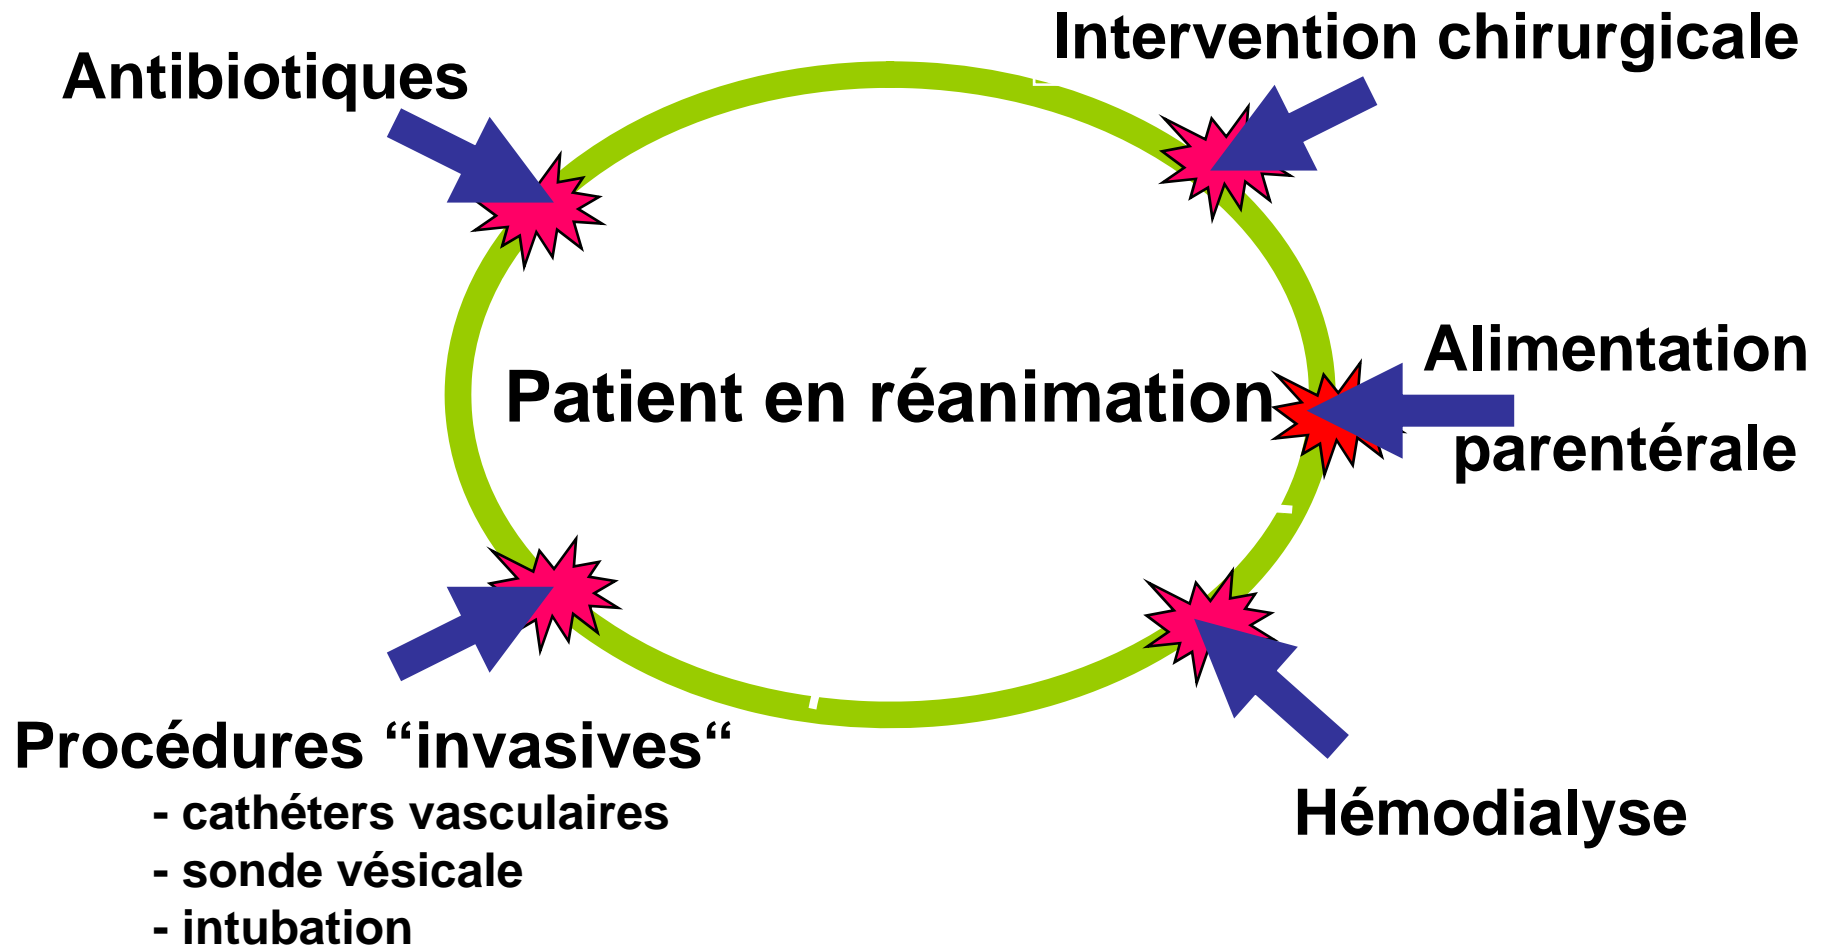 Intervention chirurgicale
Antibiotiques
Alimentation
parentérale
Patient en réanimation
Procédures “invasives“
- cathéters vasculaires
- sonde vésicale
- intubation
Hémodialyse